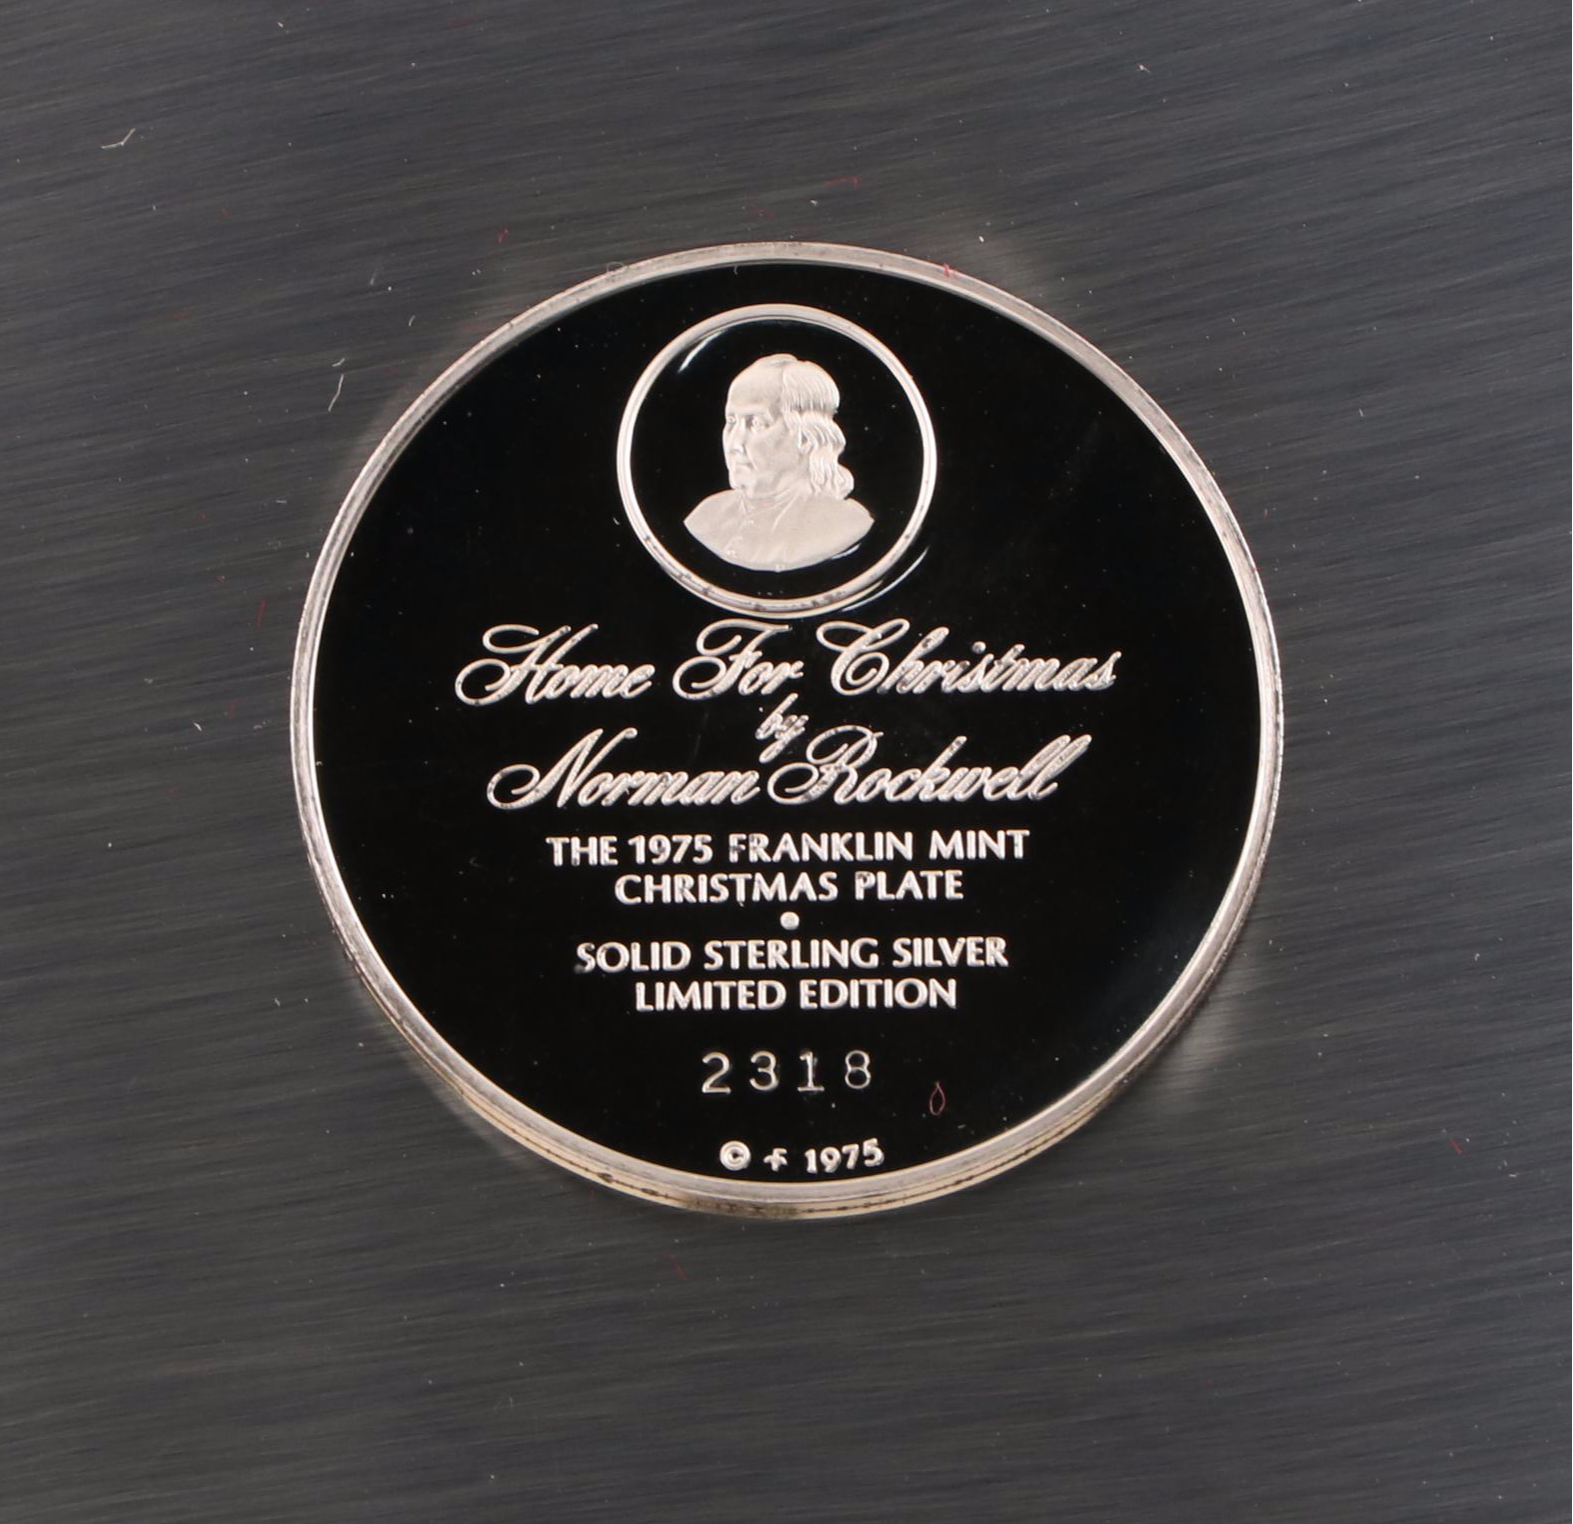 Home For Christmas
by
Norman Rockwell
THE 1975 FRANKLIN MINT
CHRISTMAS PLATE
•
SOLID STERLING SILVER
LIMITED EDITION
2318
© f 1975